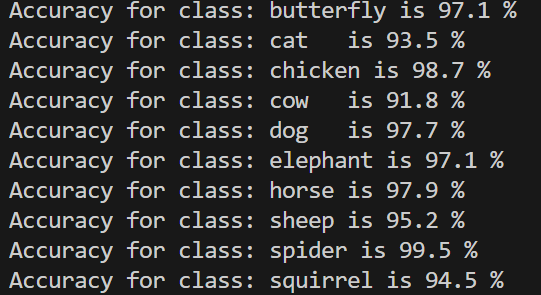 Accuracy for class: butterfly is 97.1 %
Accuracy for class: cat   is 93.5 %
Accuracy for class: chicken is 98.7 %
Accuracy for class: cow   is 91.8 %
Accuracy for class: dog   is 97.7 %
Accuracy for class: elephant is 97.1 %
Accuracy for class: horse is 97.9 %
Accuracy for class: sheep is 95.2 %
Accuracy for class: spider is 99.5 %
Accuracy for class: squirrel is 94.5 %